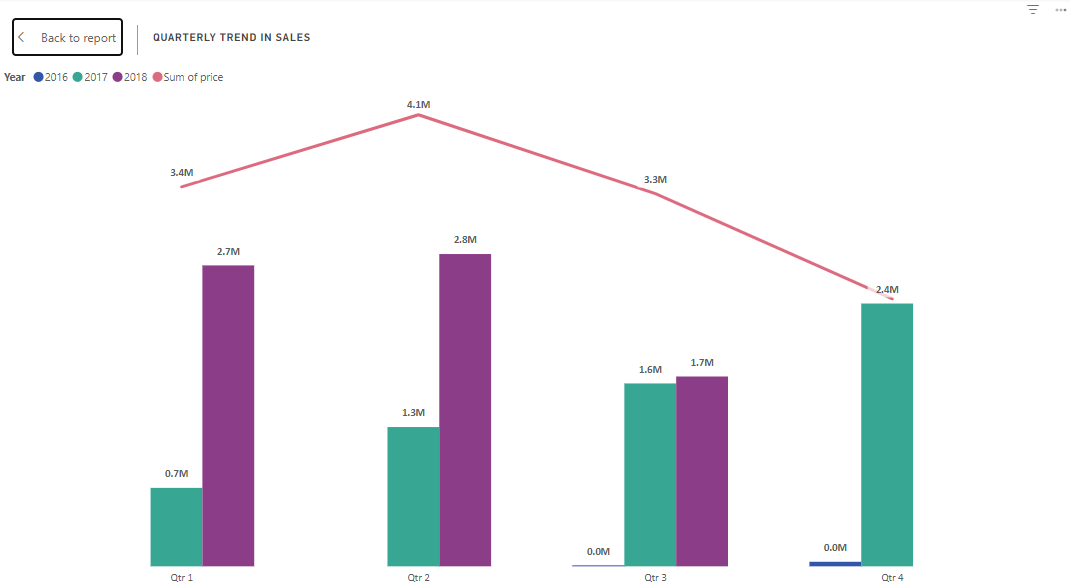 Back to report
QUARTERLY TREND IN SALES
Year 2016 2017 2018 Sum of price
4.1M
3.4M
3.3M
2.7M
2.8M
2.4M
1.6M
1.7M
1.3M
0.7M
0.0M
0.0M
Qtr 1 Qtr 2 Qtr 3 Qtr 4